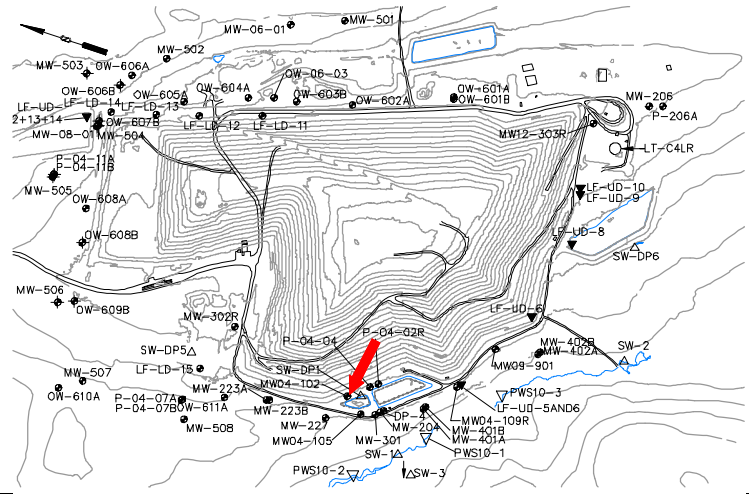 MW-06-01
MW-501
MW-502
MW-503
OW-606A
OW-606B
OW-605A
OW-604A
OW-06-03
OW-603B
OW-602A
OW-601A
OW-601B
MW-206
P-206A
LF-UD-
2+13+14
LF-LD-14
LF-LD-13
OW-607B
LF-LD-12
LF-LD-11
MW-08-01
MW-504
MW12-303R
LT-C4LR
P-04-11A
P-04-11B
MW-505
LF-UD-10
LF-UD-9
OW-608A
OW-608B
LF-UD-8
SW-DP6
MW-506
OW-609B
MW-302R
LF-UD-6
P-04-04
P-04-02R
SW-DP5
MW-402B
MW-402A
SW-2
LF-LD-15
SW-DP1
MW09-901
MW-507
MW-223A
MW04-102
OW-610A
P-04-07A
P-04-07B
OW-611A
MW-223B
PWS10-3
LF-UD-5AND6
MW-508
MW-227
DP-4
MW04-109R
MW04-105
MW-204
MW-401B
MW-301
MW-401A
SW-1
PWS10-1
PWS10-2
SW-3